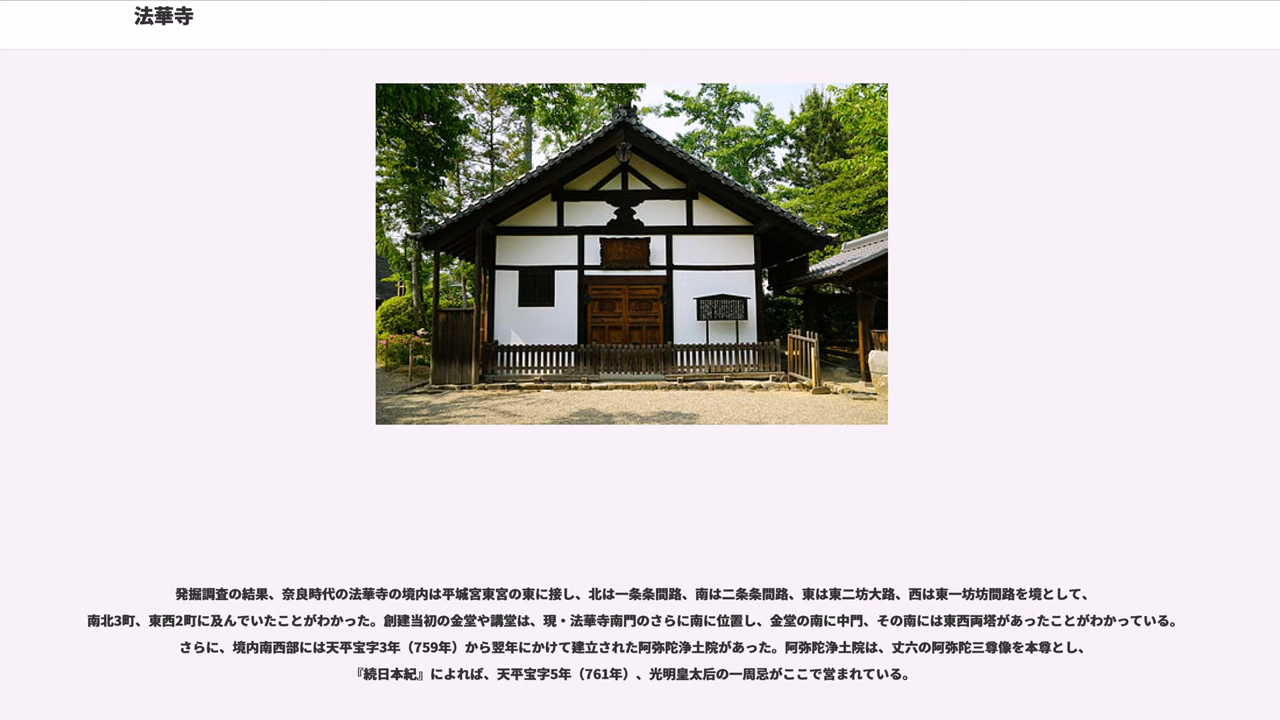 法華寺
発掘調査の結果、奈良時代の法華寺の境内は平城宮東宮の東に接し、北は一条条間路、南は二条条間路、東は東二坊大路、西は東一坊坊間路を境として、
南北3町、東西2町に及んでいたことがわかった。創建当初の金堂や講堂は、現・法華寺南門のさらに南に位置し、金堂の南に中門、その南には東西両塔があったことがわかっている。
さらに、境内南西部には天平宝字3年（759年）から翌年にかけて建立された阿弥陀浄土院があった。阿弥陀浄土院は、丈六の阿弥陀三尊像を本尊とし、
『続日本紀』によれば、天平宝字5年（761年）、光明皇太后の一周忌がここで営まれている。